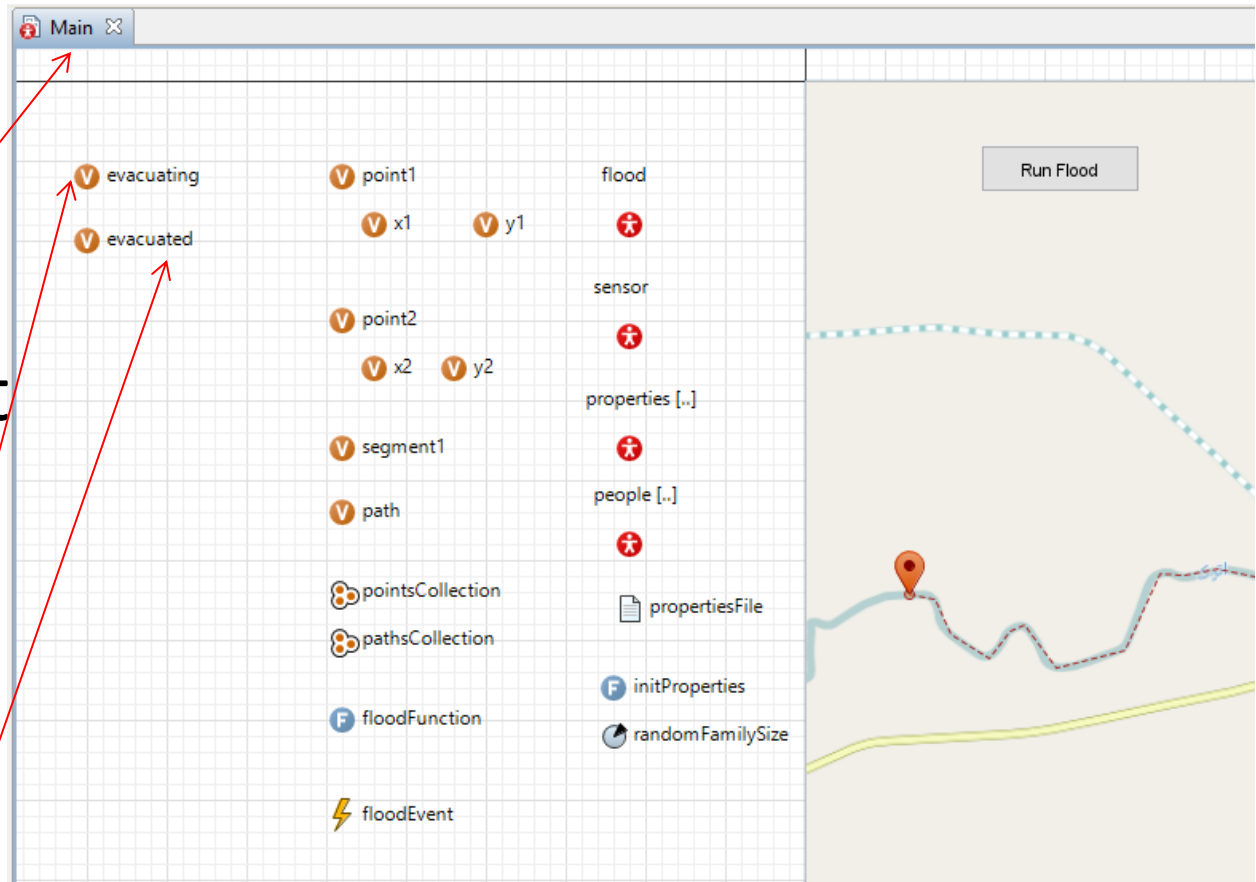 Main
evacuating
evacuated
point1
x1 y1
point2
x2 y2
segment1
path
pointsCollection
pathsCollection
floodFunction
floodEvent
flood
sensor
properties [..]
people [..]
propertiesFile
initProperties
randomFamilySize
Run Flood